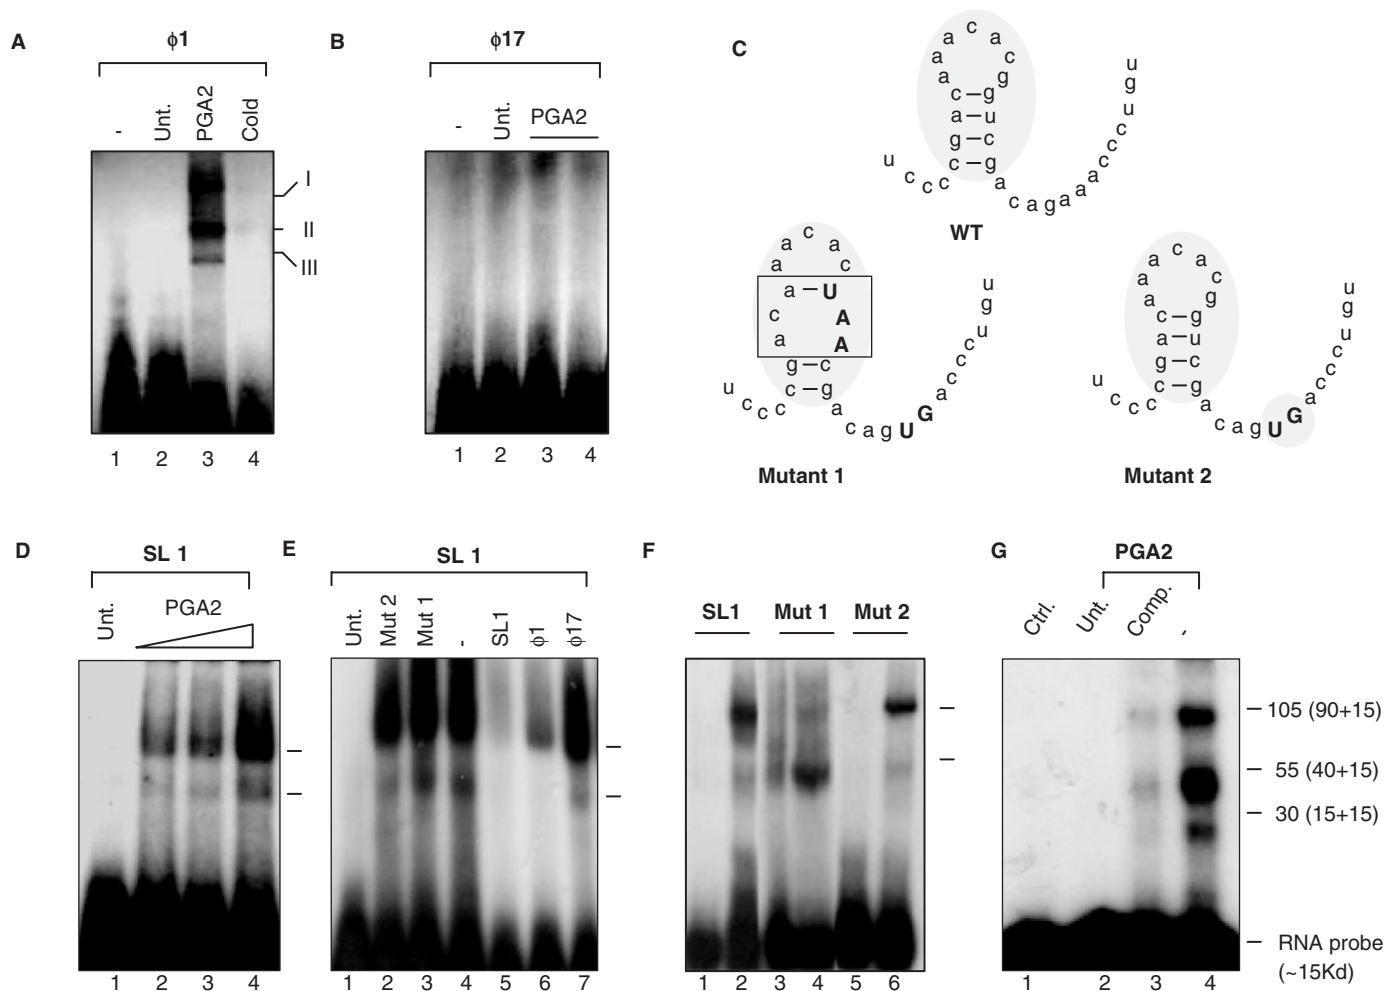 A
ϕ1
-
Unt.
PGA2
Cold
I
II
III
1 2 3 4
B
ϕ17
-
Unt.
PGA2
1 2 3 4
C
a c a
a c
a g
c – g
a – u
g – c
c – g
u c c c
a c a g a a a c c c u g u
WT
a c a
a c
a – U
c A
a A
g – c
c – g
u c c c
a c a g U G a c c c u g u
Mutant 1
a c a
a c
a g
c – g
a – u
g – c
c – g
u c c c
a c a g U G a c c c u g u
Mutant 2
D
SL 1
Unt.
PGA2
1 2 3 4
E
SL 1
Unt.
Mut 2
Mut 1
-
SL1
ϕ1
ϕ17
1 2 3 4 5 6 7
F
SL1 Mut 1 Mut 2
1 2 3 4 5 6
G
PGA2
Ctrl.
Unt.
Comp.
-
105 (90+15)
55 (40+15)
30 (15+15)
RNA probe
(~15Kd)
1 2 3 4